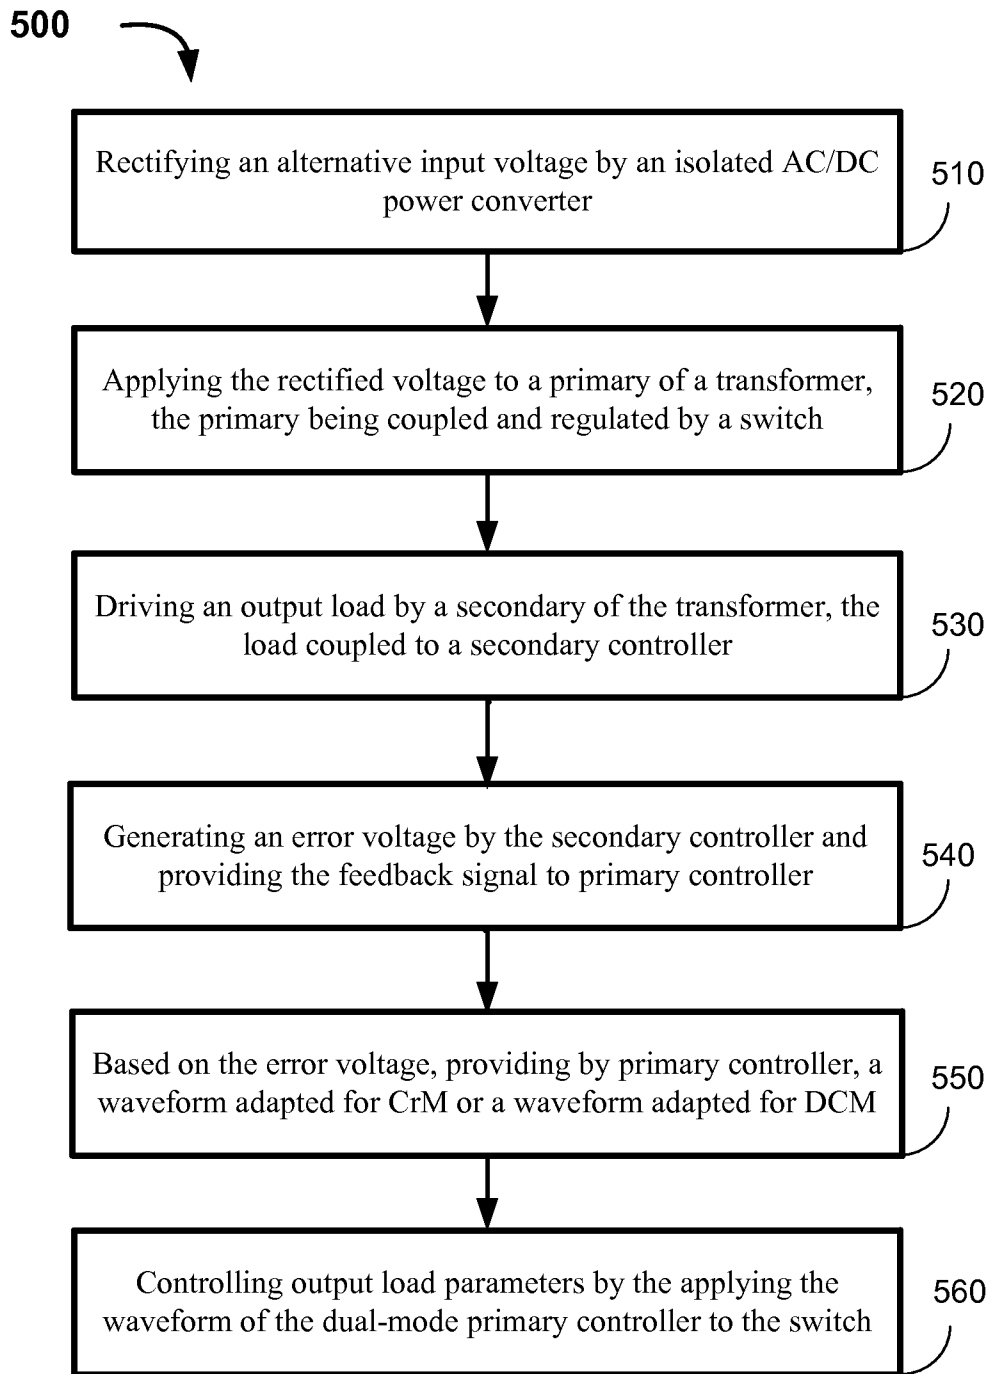 500
Rectifying an alternative input voltage by an isolated AC/DC
power converter
510
Applying the rectified voltage to a primary of a transformer,
the primary being coupled and regulated by a switch
520
Driving an output load by a secondary of the transformer, the
load coupled to a secondary controller
530
Generating an error voltage by the secondary controller and
providing the feedback signal to primary controller
540
Based on the error voltage, providing by primary controller, a
waveform adapted for CrM or a waveform adapted for DCM
550
Controlling output load parameters by the applying the
waveform of the dual-mode primary controller to the switch
560